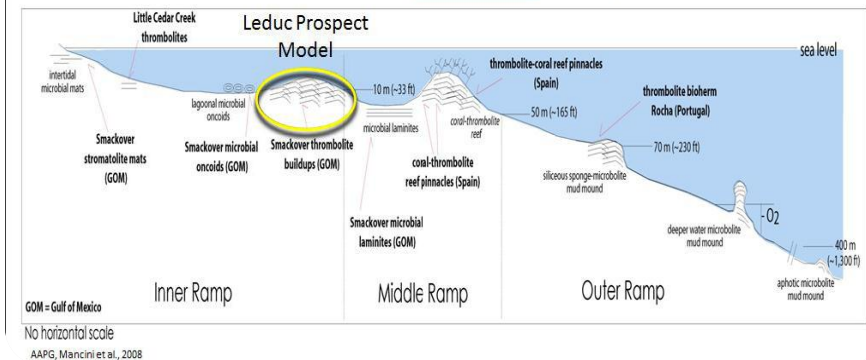 Leduc Prospect
Model
Little Cedar Creek
thrombolites
sea level
intertidal
microbial mats
lagoonal microbial
oncoids
10 m (~33 ft)
thrombolite-coral reef pinnacles
(Spain)
thrombolite bioherm
Rocha (Portugal)
50 m (~165 ft)
microbial laminites
coral-thrombolite
reef
Smackover
stromatolite mats
(GOM)
Smackover microbial
oncoids (GOM)
Smackover thrombolite
buildups (GOM)
coral-thrombolite
reef pinnacles (Spain)
70 m (~230 ft)
siliceous sponge-microbolite
mud mound
Smackover microbial
laminites (GOM)
- O2
deeper water microbolite
mud mound
400 m
(~1,300 ft)
aphotic microbolite
mud mound
Inner Ramp
Middle Ramp
Outer Ramp
GOM = Gulf of Mexico
No horizontal scale
AAPG, Mancini et al., 2008